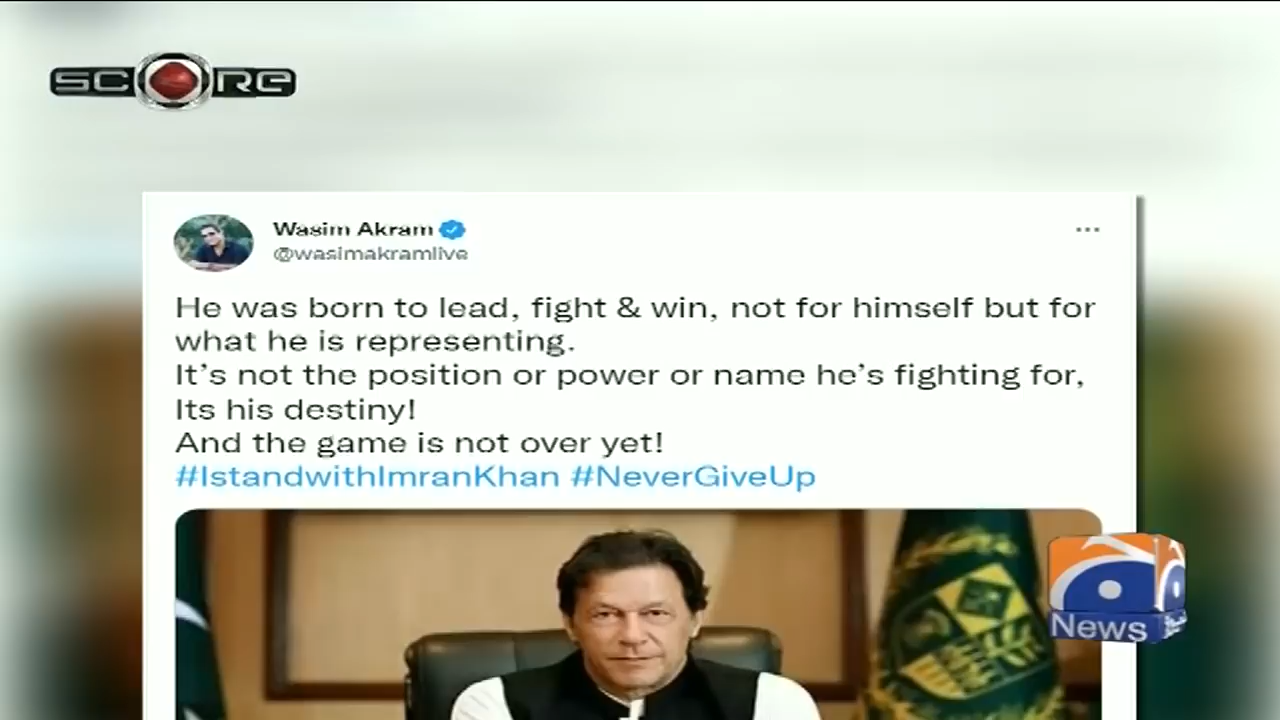 SCORE
Wasim Akram
@wasimakramlive
He was born to lead, fight & win, not for himself but for
what he is representing.
It’s not the position or power or name he’s fighting for,
Its his destiny!
And the game is not over yet!
#IstandwithImranKhan #NeverGiveUp
News